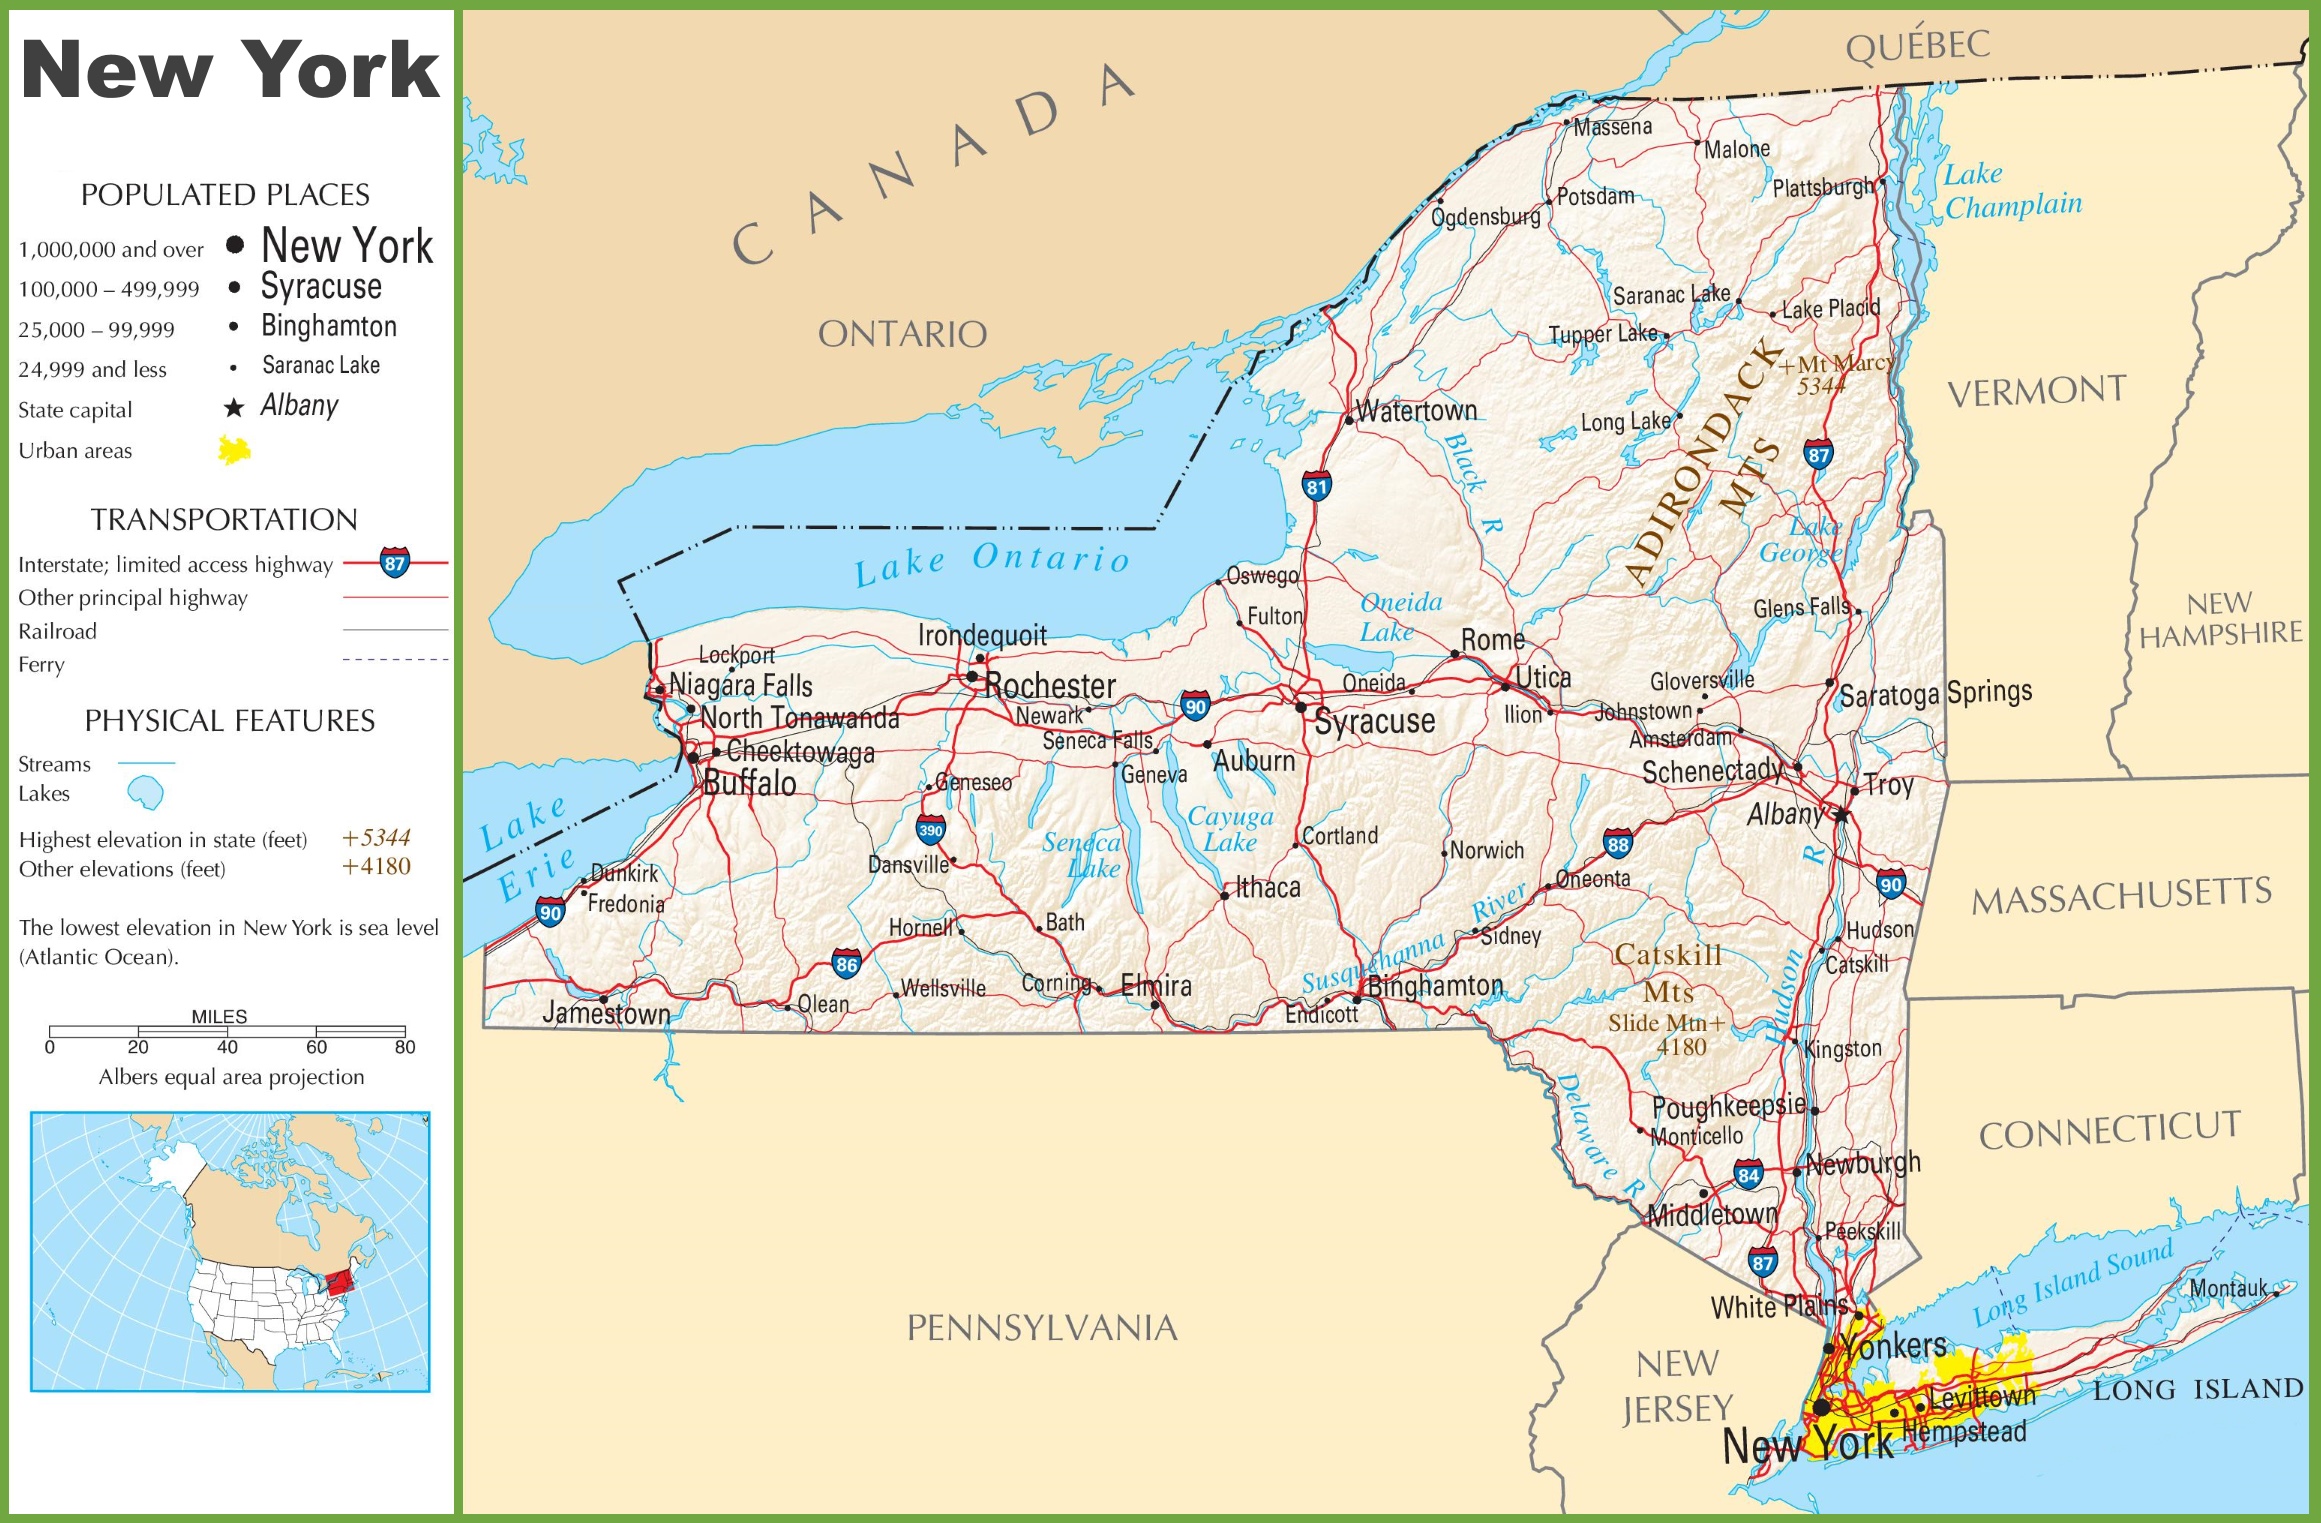 New York
POPULATED PLACES
1,000,000 and over New York
100,000 – 499,999 Syracuse
25,000 – 99,999 Binghamton
24,999 and less Saranac Lake
State capital Albany
Urban areas
TRANSPORTATION
Interstate; limited access highway 87
Other principal highway
Railroad
Ferry
PHYSICAL FEATURES
Streams
Lakes
Highest elevation in state (feet) +5344
Other elevations (feet) +4180
The lowest elevation in New York is sea level
(Atlantic Ocean).
MILES
0 20 40 60 80
Albers equal area projection
QUÉBEC
CANADA
ONTARIO
Massena
Malone
Plattsburgh
Lake
Champlain
Potsdam
Ogdensburg
Saranac Lake
Lake Placid
Tupper Lake
+Mt Marcy
5344
VERMONT
Watertown
Long Lake
ADIRONDACK
MTS
Black R
87
81
Lake
George
Lake Ontario
Oswego
Fulton
Oneida
Lake
Glens Falls
NEW
HAMPSHIRE
Irondequoit
Rome
Lockport
Niagara Falls
Rochester
Oneida
Utica
Gloversville
Saratoga Springs
North Tonawanda
Newark
90
Syracuse
Ilion
Johnstown
Amsterdam
Cheektowaga
Seneca Falls
Auburn
Geneva
Schenectady
Troy
Buffalo
Geneseo
Albany
Lake
Erie
390
Seneca
Lake
Cayuga
Lake
Cortland
Norwich
88
R
Dansville
Dunkirk
Fredonia
90
Ithaca
Oneonta
90
MASSACHUSETTS
Hornell
Bath
Susquehanna River
Sidney
Hudson
Catskill
86
Catskill
Mts
Hudson
Wellsville
Corning
Elmira
Binghamton
Olean
Jamestown
Endicott
Slide Mtn+
4180
Kingston
Delaware R
Poughkeepsie
Monticello
CONNECTICUT
84
Newburgh
Middletown
Peekskill
87
Long Island Sound
Montauk
White Plains
PENNSYLVANIA
Yonkers
NEW
JERSEY
LONG ISLAND
Levittown
Hempstead
New York